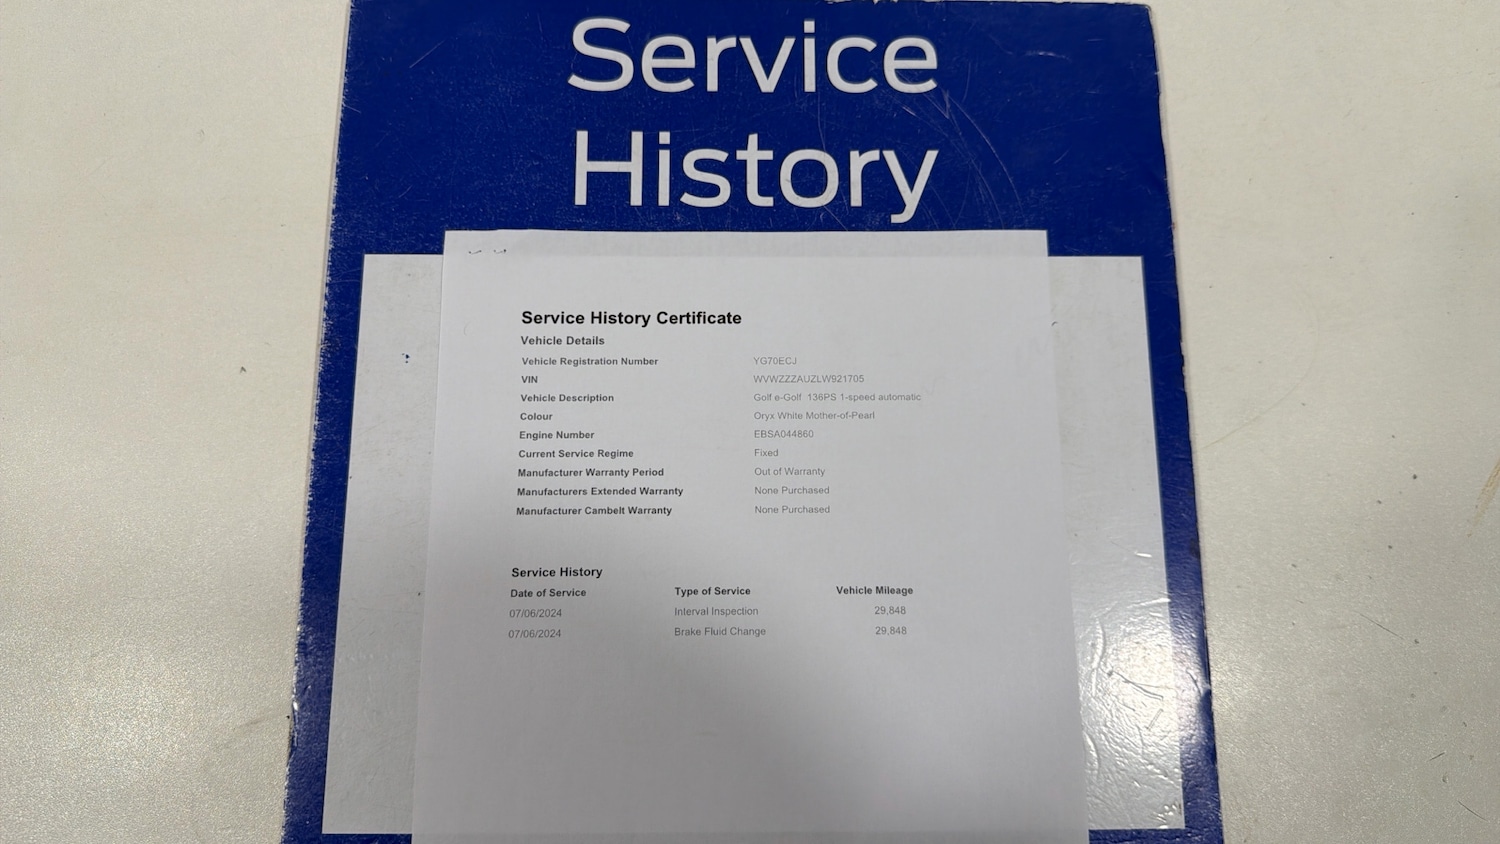 Service
History
Service History Certificate
Vehicle Details
Vehicle Registration Number YG70ECJ
VIN WVWZZZAUZLW921705
Vehicle Description Golf e-Golf 136PS 1-speed automatic
Colour Oryx White Mother-of-Pearl
Engine Number EBSA044860
Current Service Regime Fixed
Manufacturer Warranty Period Out of Warranty
Manufacturers Extended Warranty None Purchased
Manufacturer Cambelt Warranty None Purchased
Service History
Date of Service Type of Service Vehicle Mileage
07/06/2024 Interval Inspection 29,848
07/06/2024 Brake Fluid Change 29,848